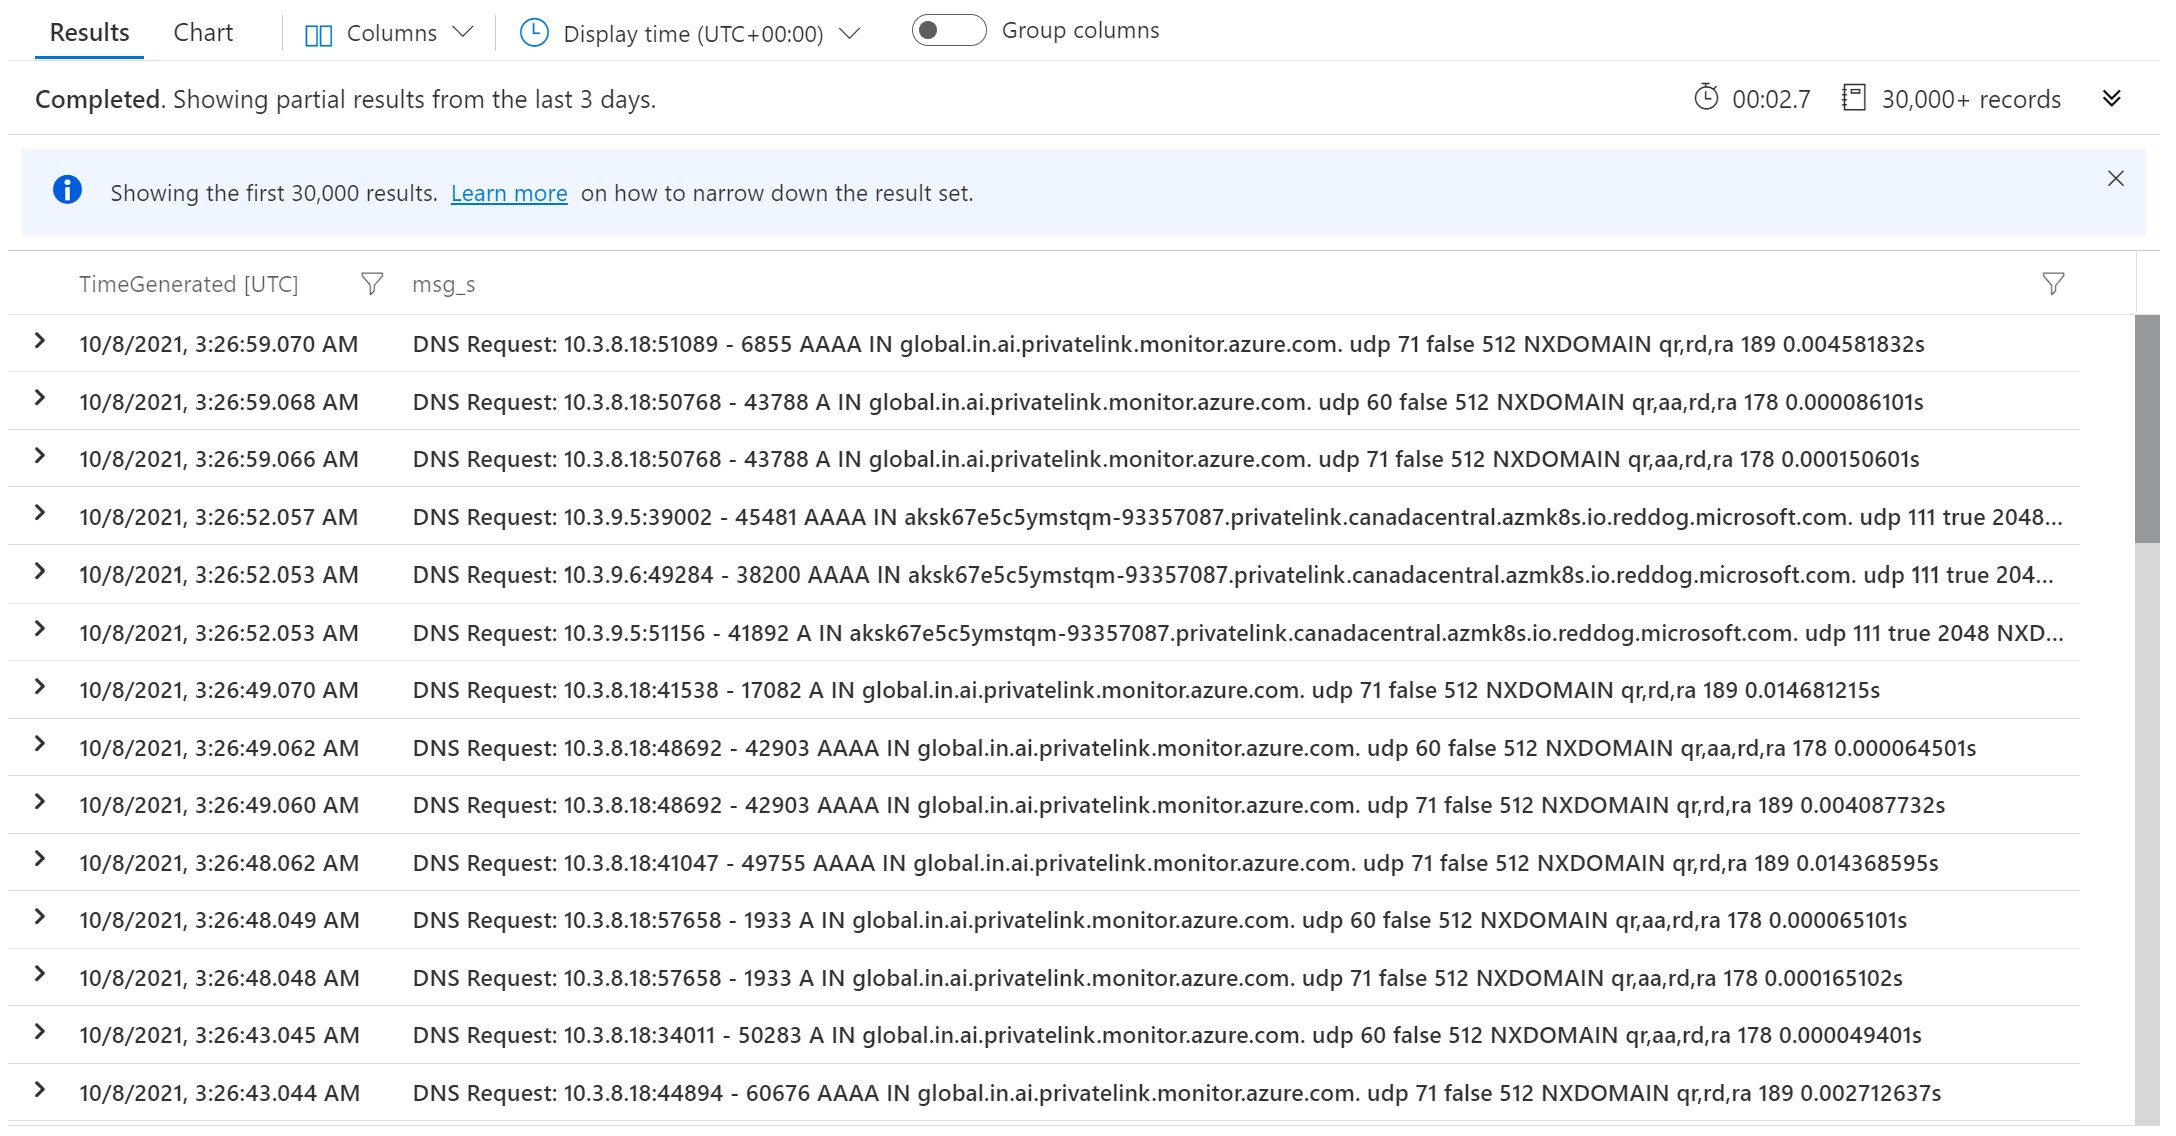 Results Chart Columns Display time (UTC+00:00) Group columns
Completed. Showing partial results from the last 3 days. 00:02.7 30,000+ records
Showing the first 30,000 results. Learn more on how to narrow down the result set.
TimeGenerated [UTC] msg_s
10/8/2021, 3:26:59.070 AM DNS Request: 10.3.8.18:51089 - 6855 AAAA IN global.in.ai.privatelink.monitor.azure.com. udp 71 false 512 NXDOMAIN qr,rd,ra 189 0.004581832s
10/8/2021, 3:26:59.068 AM DNS Request: 10.3.8.18:50768 - 43788 A IN global.in.ai.privatelink.monitor.azure.com. udp 60 false 512 NXDOMAIN qr,aa,rd,ra 178 0.000086101s
10/8/2021, 3:26:59.066 AM DNS Request: 10.3.8.18:50768 - 43788 A IN global.in.ai.privatelink.monitor.azure.com. udp 71 false 512 NXDOMAIN qr,aa,rd,ra 178 0.000150601s
10/8/2021, 3:26:52.057 AM DNS Request: 10.3.9.5:39002 - 45481 AAAA IN aksk67e5c5ymstqm-93357087.privatelink.canadacentral.azmk8s.io.reddog.microsoft.com. udp 111 true 2048...
10/8/2021, 3:26:52.053 AM DNS Request: 10.3.9.6:49284 - 38200 AAAA IN aksk67e5c5ymstqm-93357087.privatelink.canadacentral.azmk8s.io.reddog.microsoft.com. udp 111 true 204...
10/8/2021, 3:26:52.053 AM DNS Request: 10.3.9.5:51156 - 41892 A IN aksk67e5c5ymstqm-93357087.privatelink.canadacentral.azmk8s.io.reddog.microsoft.com. udp 111 true 2048 NXD...
10/8/2021, 3:26:49.070 AM DNS Request: 10.3.8.18:41538 - 17082 A IN global.in.ai.privatelink.monitor.azure.com. udp 71 false 512 NXDOMAIN qr,rd,ra 189 0.014681215s
10/8/2021, 3:26:49.062 AM DNS Request: 10.3.8.18:48692 - 42903 AAAA IN global.in.ai.privatelink.monitor.azure.com. udp 60 false 512 NXDOMAIN qr,aa,rd,ra 178 0.000064501s
10/8/2021, 3:26:49.060 AM DNS Request: 10.3.8.18:48692 - 42903 AAAA IN global.in.ai.privatelink.monitor.azure.com. udp 71 false 512 NXDOMAIN qr,rd,ra 189 0.004087732s
10/8/2021, 3:26:48.062 AM DNS Request: 10.3.8.18:41047 - 49755 AAAA IN global.in.ai.privatelink.monitor.azure.com. udp 71 false 512 NXDOMAIN qr,rd,ra 189 0.014368595s
10/8/2021, 3:26:48.049 AM DNS Request: 10.3.8.18:57658 - 1933 A IN global.in.ai.privatelink.monitor.azure.com. udp 60 false 512 NXDOMAIN qr,aa,rd,ra 178 0.000065101s
10/8/2021, 3:26:48.048 AM DNS Request: 10.3.8.18:57658 - 1933 A IN global.in.ai.privatelink.monitor.azure.com. udp 71 false 512 NXDOMAIN qr,aa,rd,ra 178 0.000165102s
10/8/2021, 3:26:43.045 AM DNS Request: 10.3.8.18:34011 - 50283 A IN global.in.ai.privatelink.monitor.azure.com. udp 60 false 512 NXDOMAIN qr,aa,rd,ra 178 0.000049401s
10/8/2021, 3:26:43.044 AM DNS Request: 10.3.8.18:44894 - 60676 AAAA IN global.in.ai.privatelink.monitor.azure.com. udp 71 false 512 NXDOMAIN qr,rd,ra 189 0.002712637s